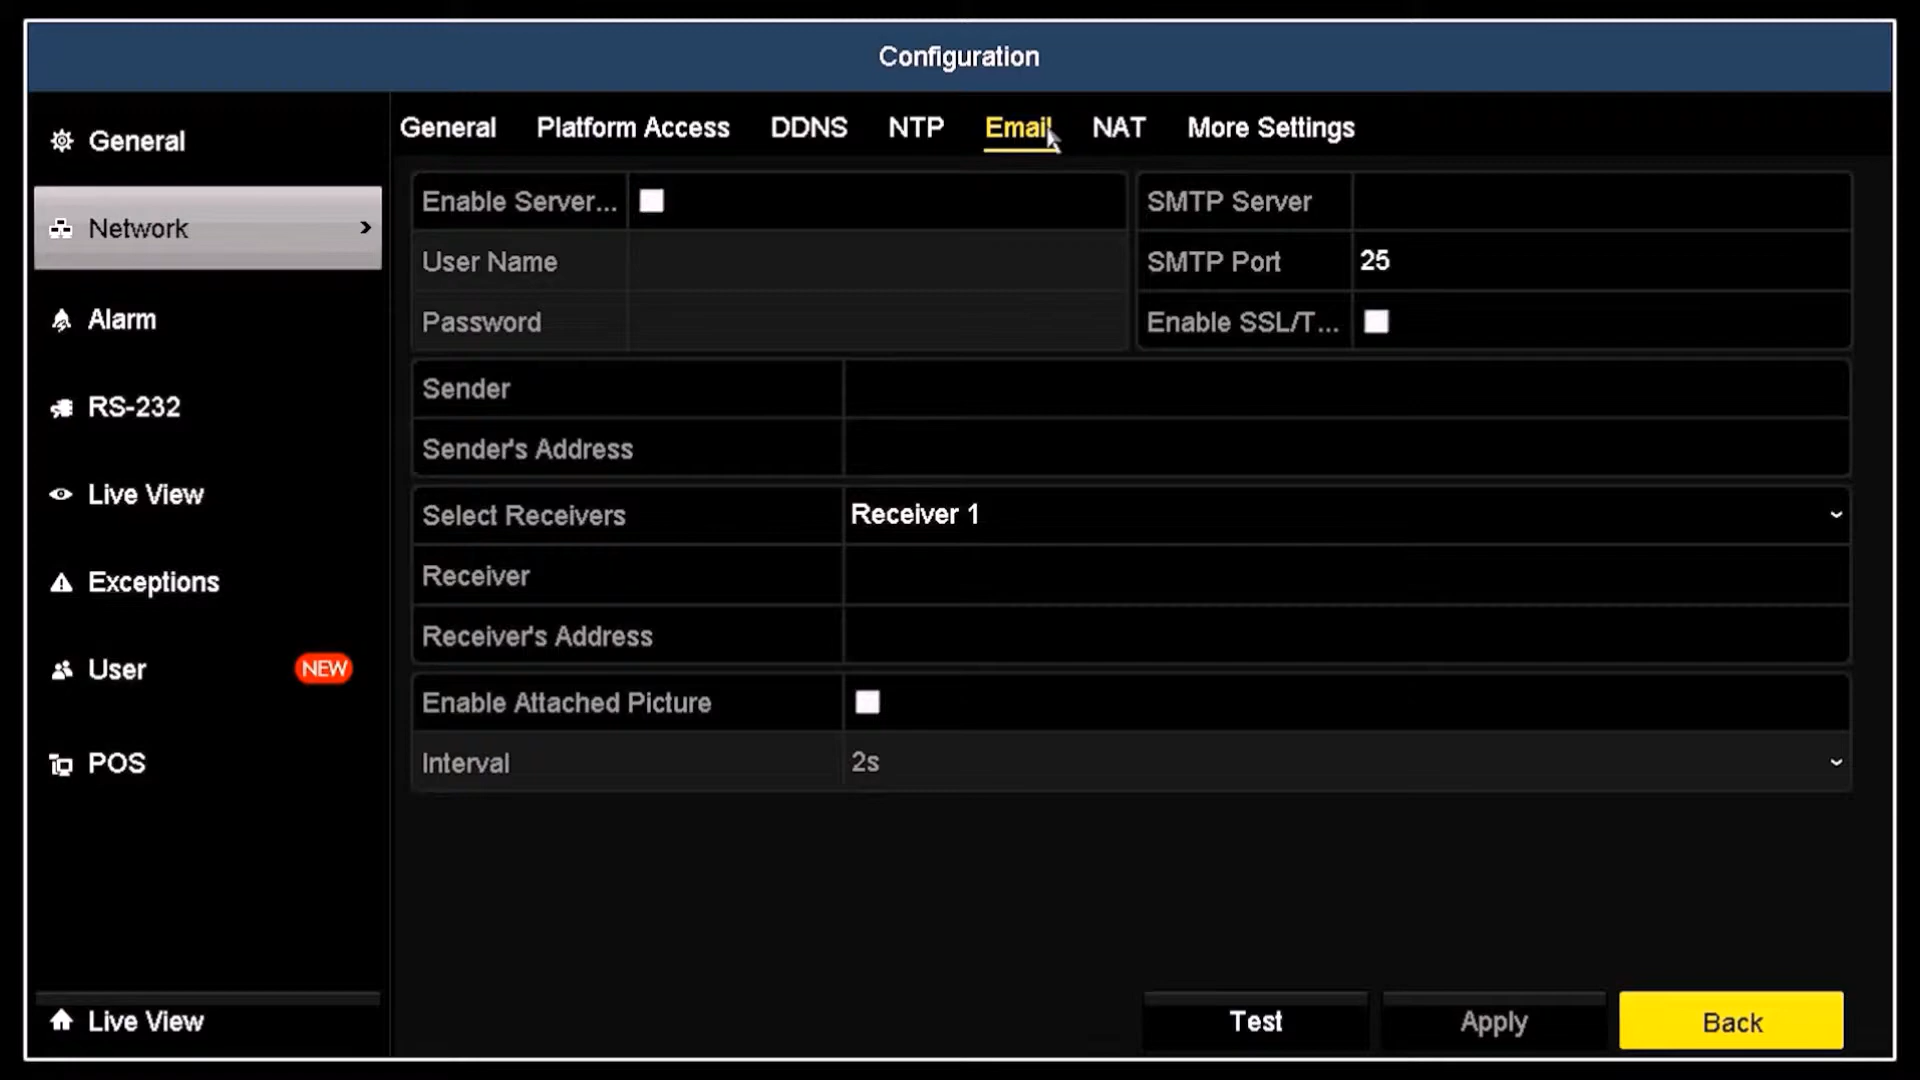 Configuration
General
Network
Alarm
RS-232
Live View
Exceptions
User NEW
POS
Live View
General Platform Access DDNS NTP Email NAT More Settings
Enable Server...
User Name
Password
SMTP Server
SMTP Port 25
Enable SSL/T...
Sender
Sender's Address
Select Receivers Receiver 1
Receiver
Receiver's Address
Enable Attached Picture
Interval 2s
Test Apply Back